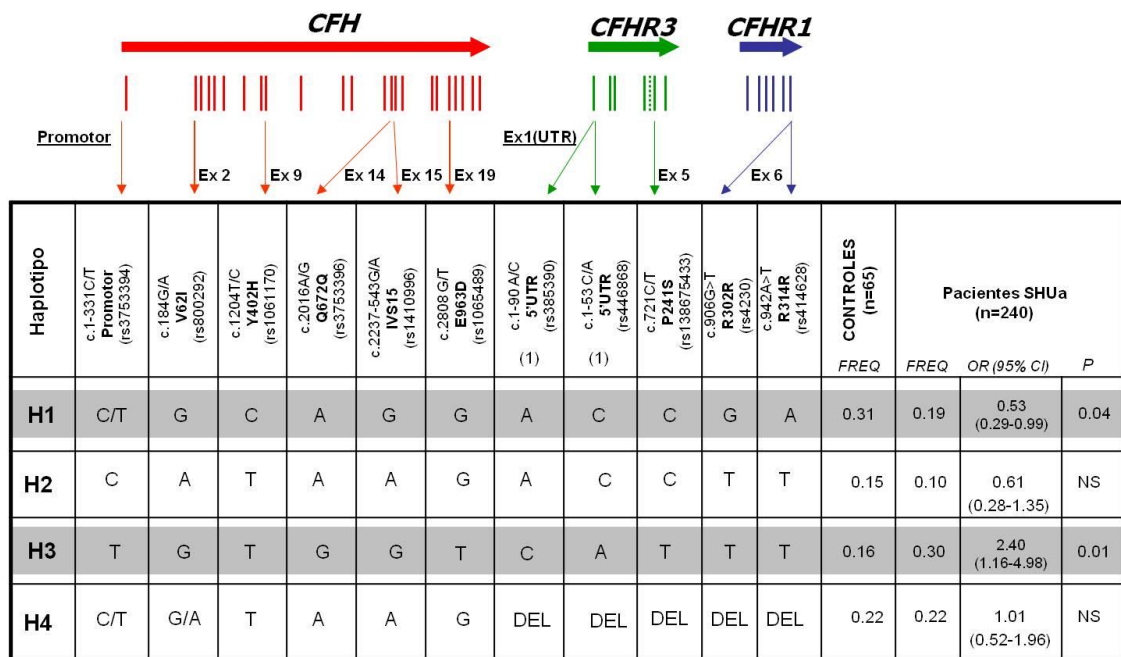 CFH CFHR3 CFHR1
Promotor Ex1(UTR)
Ex 2 Ex 9 Ex 14 Ex 15 Ex 19 Ex 5 Ex 6
Haplotipo
c.1-331C/T
Promotor
(rs3753394)
c.184G/A
V62I
(rs800292)
c.1204T/C
Y402H
(rs1061170)
c.2016A/G
Q672Q
(rs3753396)
c.2237-543G/A
IVS15
(rs1410996)
c.2808 G/T
E963D
(rs1065489)
c.1-90 A/C
5'UTR
(rs385390)
(1)
c.1-53 C/A
5'UTR
(rs446868)
(1)
c.721C/T
P241S
(rs138675433)
c.906G>T
R302R
(rs4230)
c.942A>T
R314R
(rs414628)
CONTROLES
(n=65)
FREQ
Pacientes SHUa
(n=240)
FREQ OR (95% CI) P
H1 C/T G C A G G A C C G A 0.31 0.19 0.53 0.04
(0.29-0.99)
H2 C A T A A G A C C T T 0.15 0.10 0.61 NS
(0.28-1.35)
H3 T G T G G T C A T T T 0.16 0.30 2.40 0.01
(1.16-4.98)
H4 C/T G/A T A A G DEL DEL DEL DEL DEL 0.22 0.22 1.01 NS
(0.52-1.96)